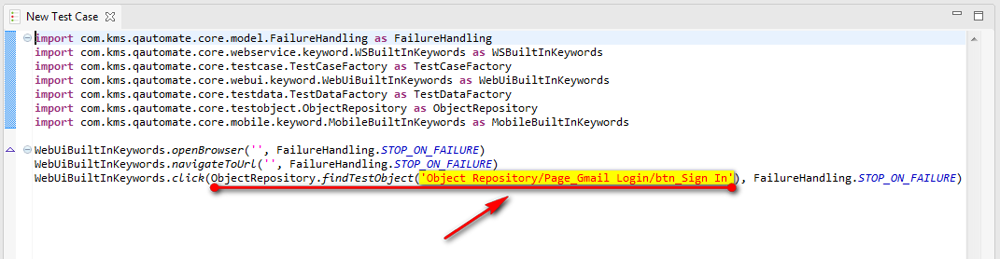 New Test Case
import com.kms.qautomate.core.model.FailureHandling as FailureHandling
import com.kms.qautomate.core.webservice.keyword.WSBuiltInKeywords as WSBuiltInKeywords
import com.kms.qautomate.core.testcase.TestCaseFactory as TestCaseFactory
import com.kms.qautomate.core.webui.keyword.WebUiBuiltInKeywords as WebUiBuiltInKeywords
import com.kms.qautomate.core.testdata.TestDataFactory as TestDataFactory
import com.kms.qautomate.core.testobject.ObjectRepository as ObjectRepository
import com.kms.qautomate.core.mobile.keyword.MobileBuiltInKeywords as MobileBuiltInKeywords
WebUiBuiltInKeywords.openBrowser('', FailureHandling.STOP_ON_FAILURE)
WebUiBuiltInKeywords.navigateToUrl('', FailureHandling.STOP_ON_FAILURE)
WebUiBuiltInKeywords.click(ObjectRepository.findTestObject('Object Repository/Page_Gmail Login/btn_Sign In'), FailureHandling.STOP_ON_FAILURE)